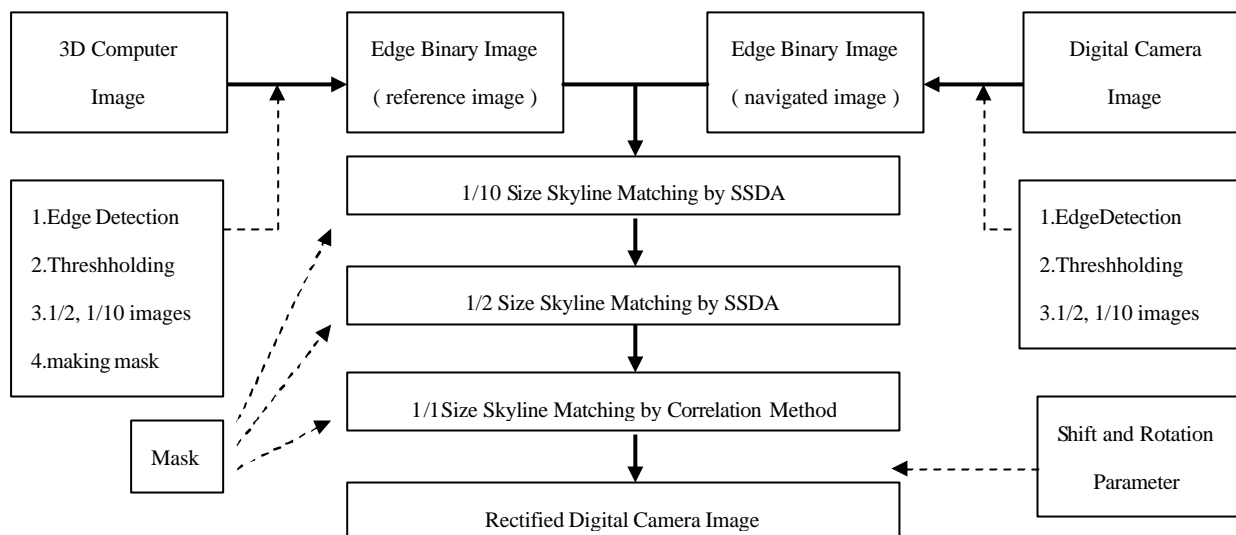 3D Computer
Image
Edge Binary Image
( reference image )
Edge Binary Image
( navigated image )
Digital Camera
Image
1/10 Size Skyline Matching by SSDA
1.Edge Detection
2.Threshholding
3.1/2, 1/10 images
4.making mask
1.EdgeDetection
2.Threshholding
3.1/2, 1/10 images
1/2 Size Skyline Matching by SSDA
1/1Size Skyline Matching by Correlation Method
Mask
Shift and Rotation
Parameter
Rectified Digital Camera Image